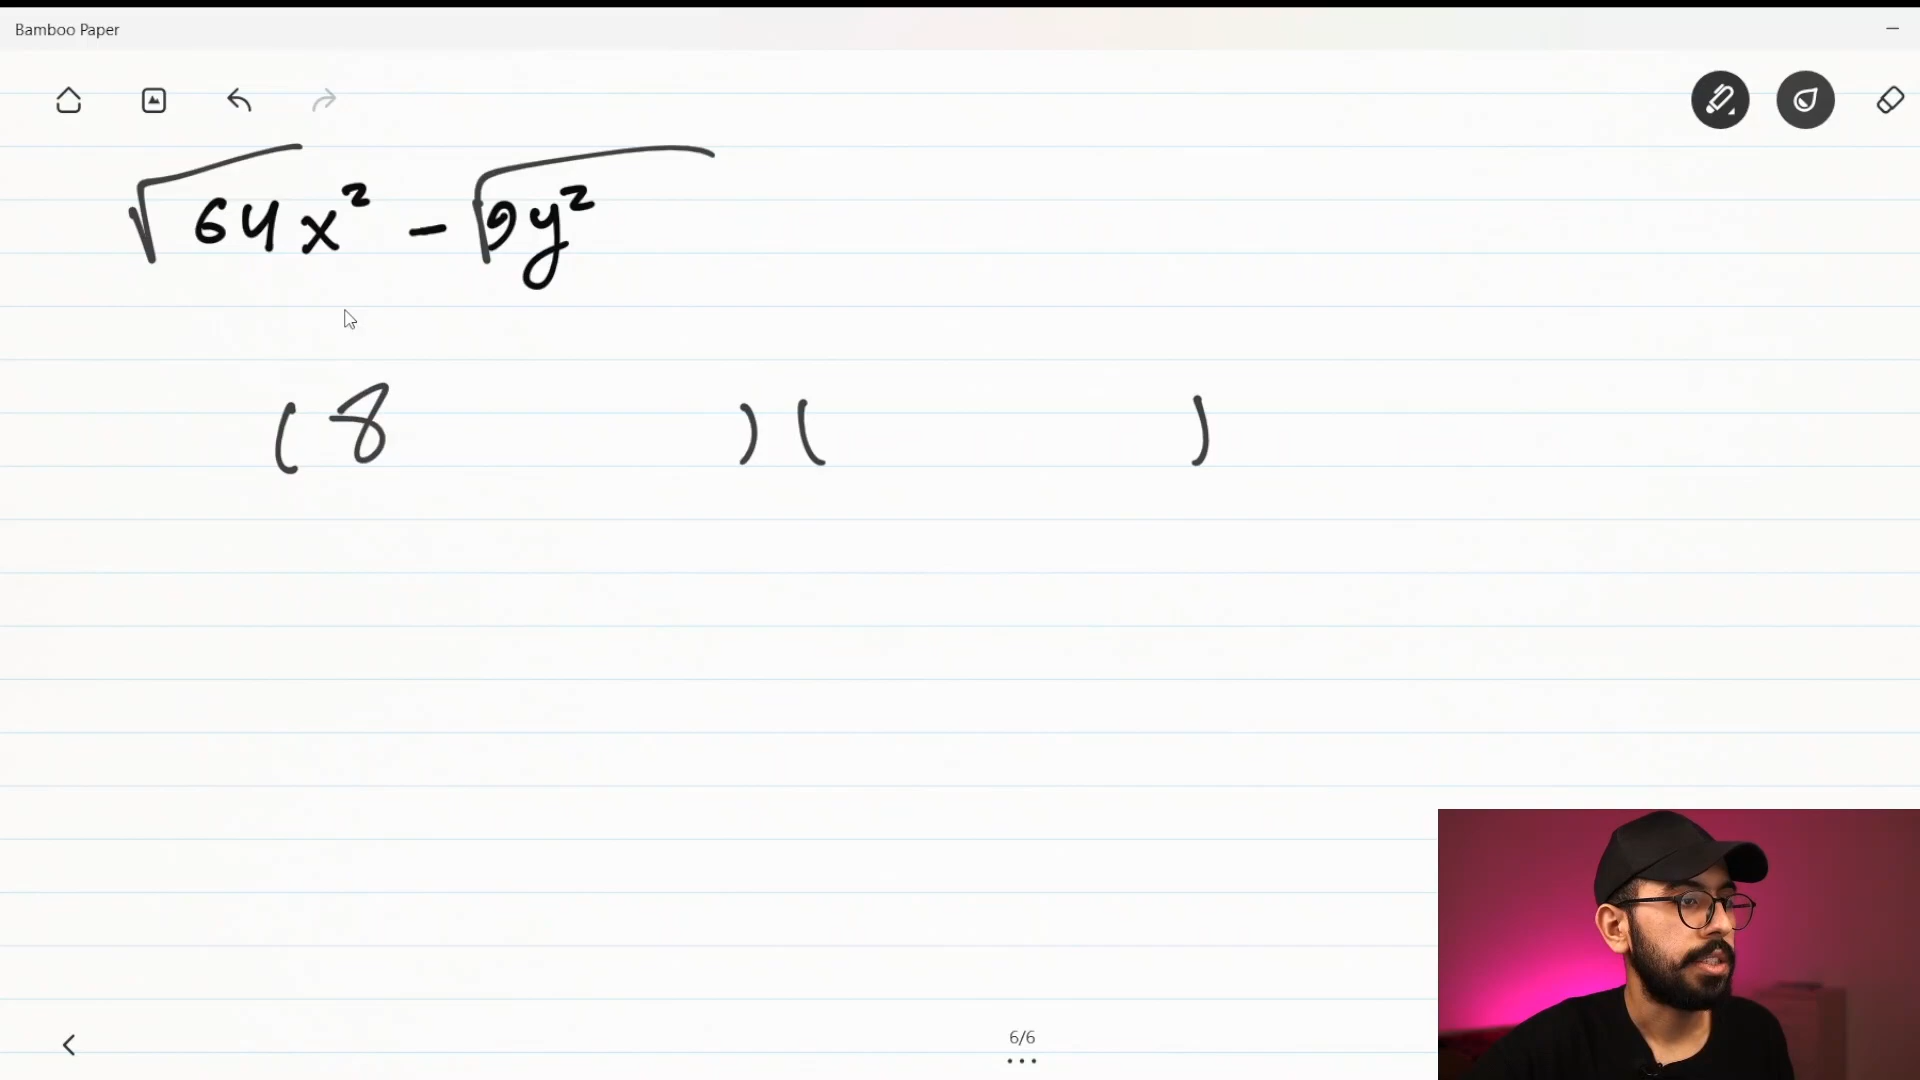 Bamboo Paper
√64x² - √9y²
(8 )( )
6/6